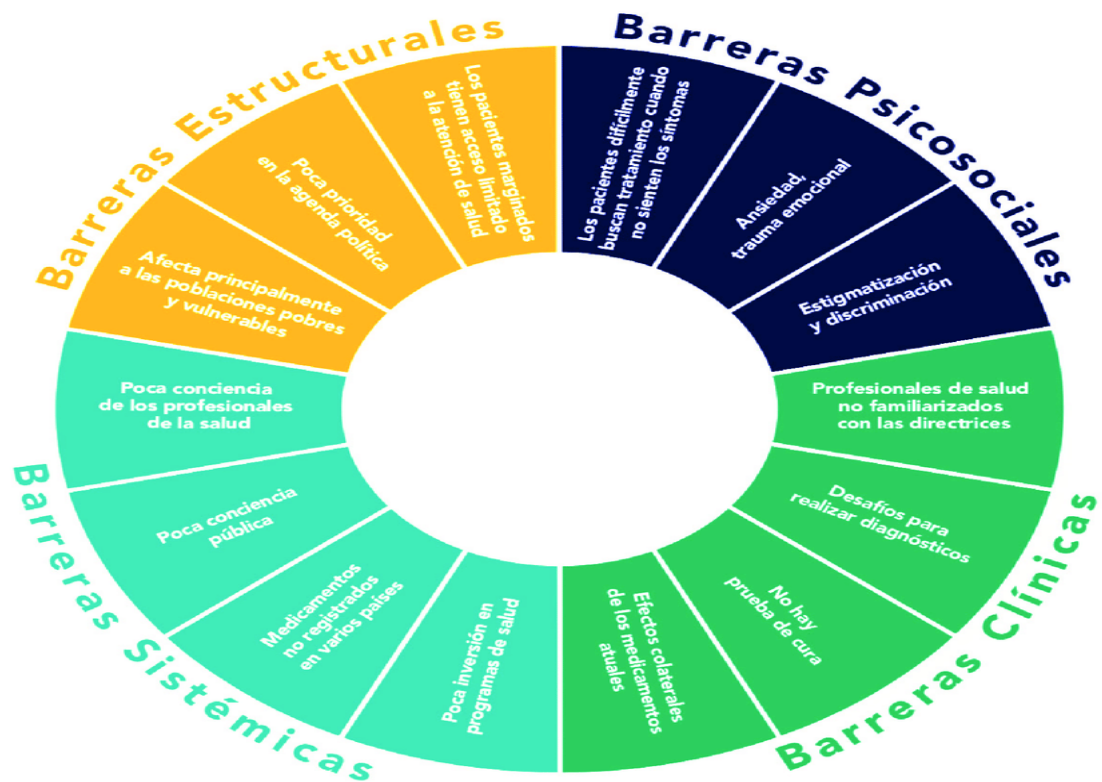 Barreras Estructurales
Los pacientes marginados
tienen acceso limitado
a la atención de salud
Poca prioridad
en la agenda política
Afecta principalmente
a las poblaciones pobres
y vulnerables
Barreras Psicosociales
Los pacientes difícilmente
buscan tratamiento cuando
no sienten los síntomas
Ansiedad,
trauma emocional
Estigmatización
y discriminación
Barreras Clínicas
Profesionales de salud
no familiarizados
con las directrices
Desafíos para
realizar diagnósticos
No hay
prueba de cura
Efectos colaterales
de los medicamentos
atuales
Barreras Sistémicas
Poca conciencia
de los profesionales
de la salud
Poca conciencia
pública
Medicamentos
no registrados
en varios países
Poca inversión en
programas de salud